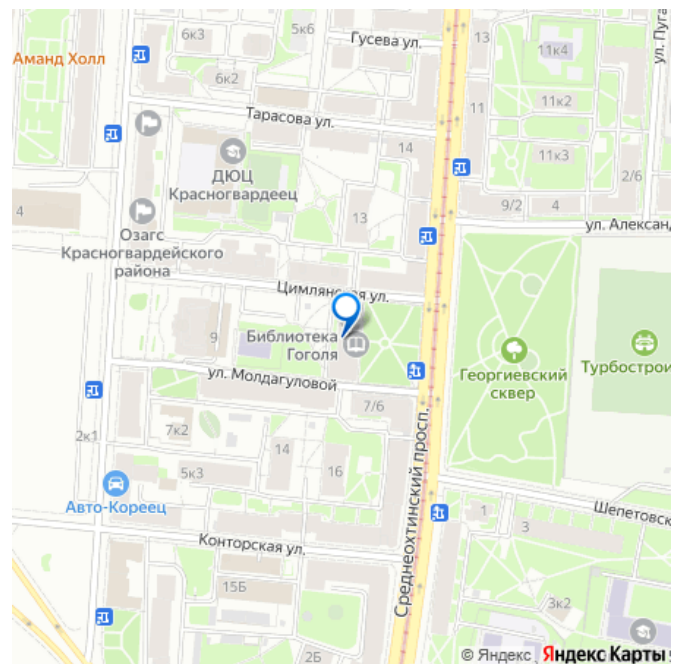 6к3
5к6
Гусева ул.
13
11к4
ул. Пуга
Аманд Холл
6к2
11к2
Тарасова ул.
11
14
11к3
ДЮЦ
Красногвардеец
2/6
4
13
9/2
4
ул. Александ
Озагс
Красногвардейского
района
Цимлянская ул.
Библиотека
Гоголя
9
Георгиевский
сквер
Турбострои
ул. Молдагуловой
7/6
7к2
2к1
14
16
5к3
Авто-Кореец
Среднеохтинский просп.
Шепетовск
1
3
Конторская ул.
15Б
3к2
2Б
© Яндекс Яндекс Карты